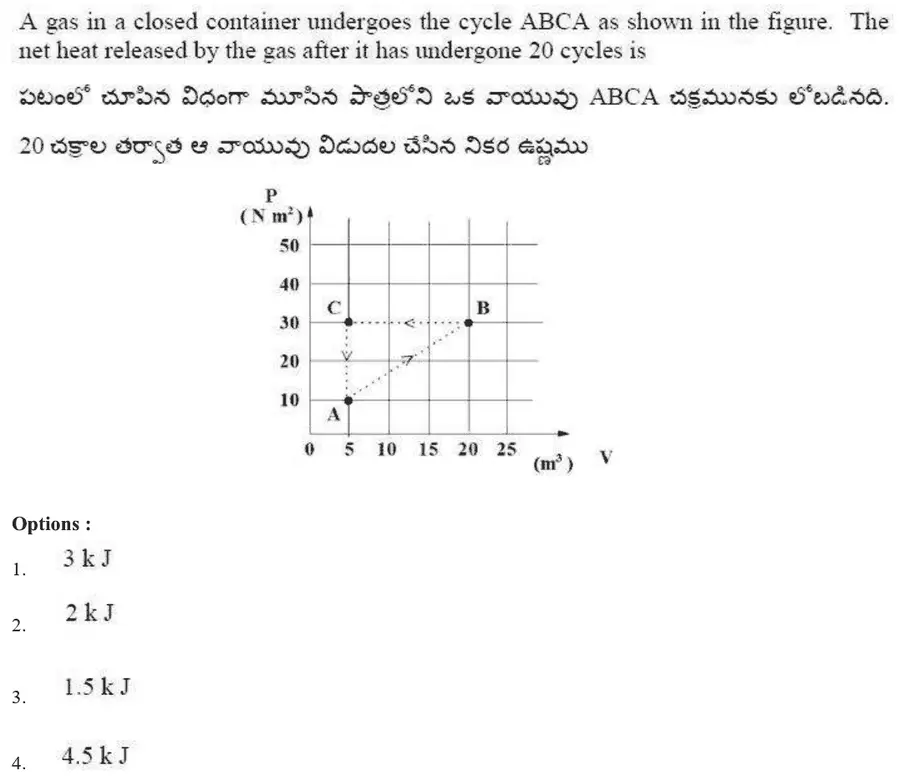 A gas in a closed container undergoes the cycle ABCA as shown in the figure. The
net heat released by the gas after it has undergone 20 cycles is
పటంలో చూపిన విధంగా మూసిన పాత్రలోని ఒక వాయువు ABCA చక్రమునకు లోబడినది.
20 చక్రాల తర్వాత ఆ వాయువు విడుదల చేసిన నికర ఉష్ణము
P
( N m²)
50
40
C B
30
20
10
A
0 5 10 15 20 25
(m³ ) V
Options :
1. 3 k J
2. 2 k J
3. 1.5 k J
4. 4.5 k J